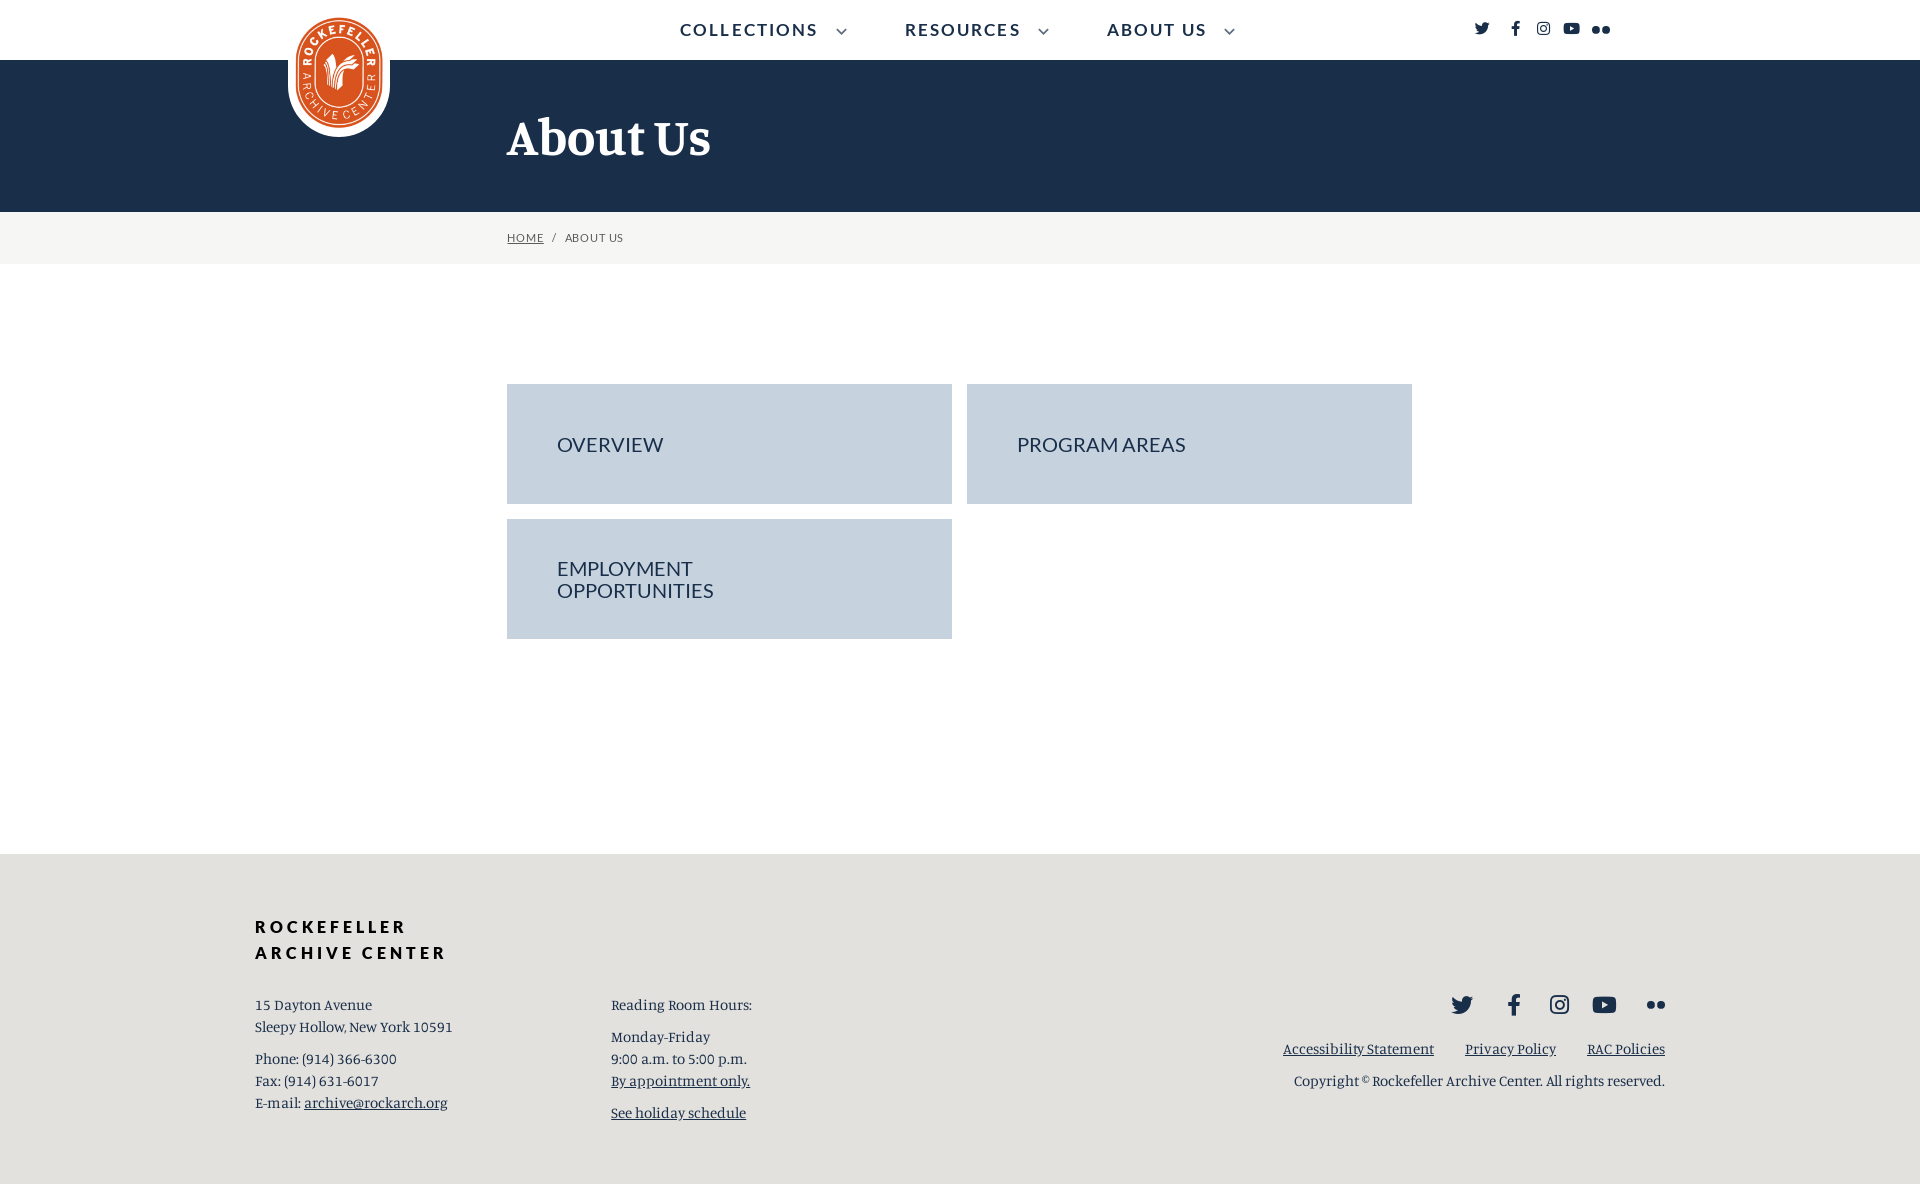 ROCKEFELLER
ARCHIVE CENTER
COLLECTIONS
RESOURCES
ABOUT US
About Us
HOME / ABOUT US
OVERVIEW
PROGRAM AREAS
EMPLOYMENT
OPPORTUNITIES
ROCKEFELLER
ARCHIVE CENTER
15 Dayton Avenue
Sleepy Hollow, New York 10591
Phone: (914) 366-6300
Fax: (914) 631-6017
E-mail: archive@rockarch.org
Reading Room Hours:
Monday-Friday
9:00 a.m. to 5:00 p.m.
By appointment only.
See holiday schedule
Accessibility Statement
Privacy Policy
RAC Policies
Copyright © Rockefeller Archive Center. All rights reserved.